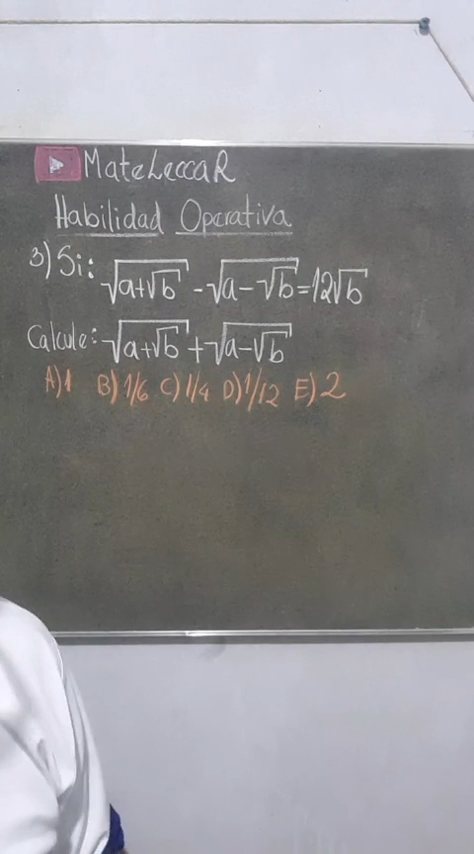 MateLeccaR
Habilidad Operativa
3) Si: √(a+√b) - √(a-√b) = 12√b
Calcule: √(a+√b) + √(a-√b)
A) 1 B) 1/6 C) 1/4 D) 1/12 E) 2